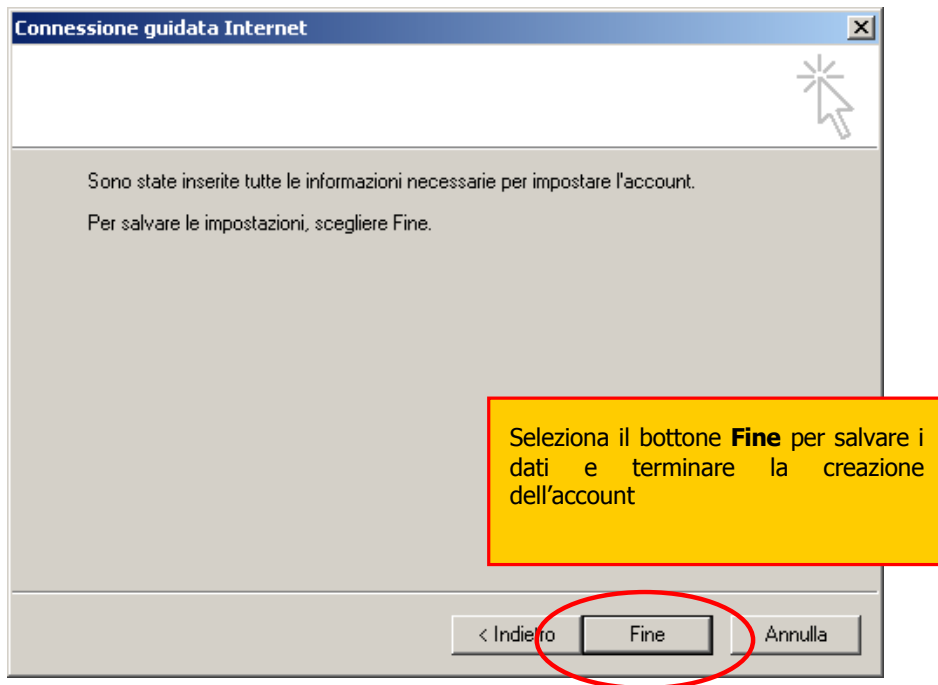 Connessione guidata Internet
Sono state inserite tutte le informazioni necessarie per impostare l'account.
Per salvare le impostazioni, scegliere Fine.
Seleziona il bottone Fine per salvare i
dati e terminare la creazione
dell’account
< Indietro Fine Annulla